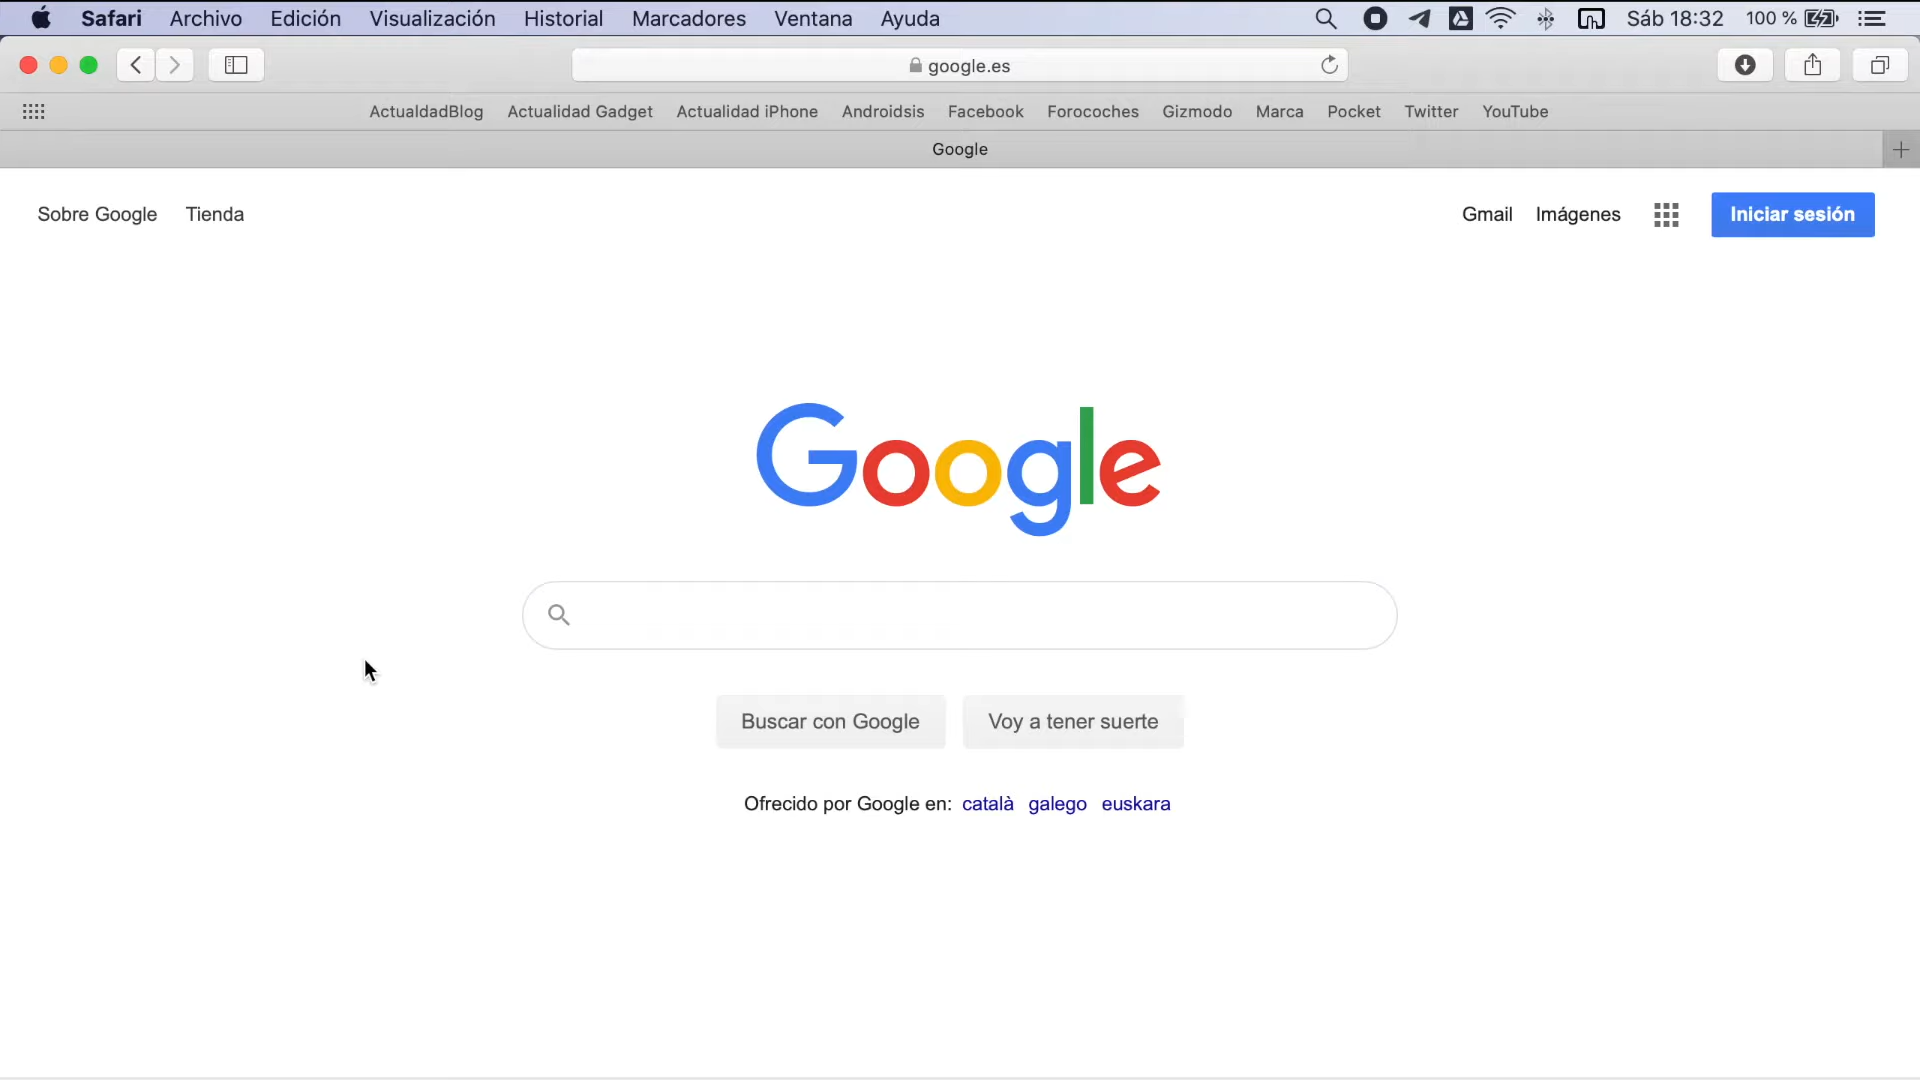 Safari Archivo Edición Visualización Historial Marcadores Ventana Ayuda Sáb 18:32 100 %
google.es
ActualdadBlog Actualidad Gadget Actualidad iPhone Androidsis Facebook Forocoches Gizmodo Marca Pocket Twitter YouTube
Google
Sobre Google Tienda Gmail Imágenes Iniciar sesión
Google
Buscar con Google Voy a tener suerte
Ofrecido por Google en: català galego euskara